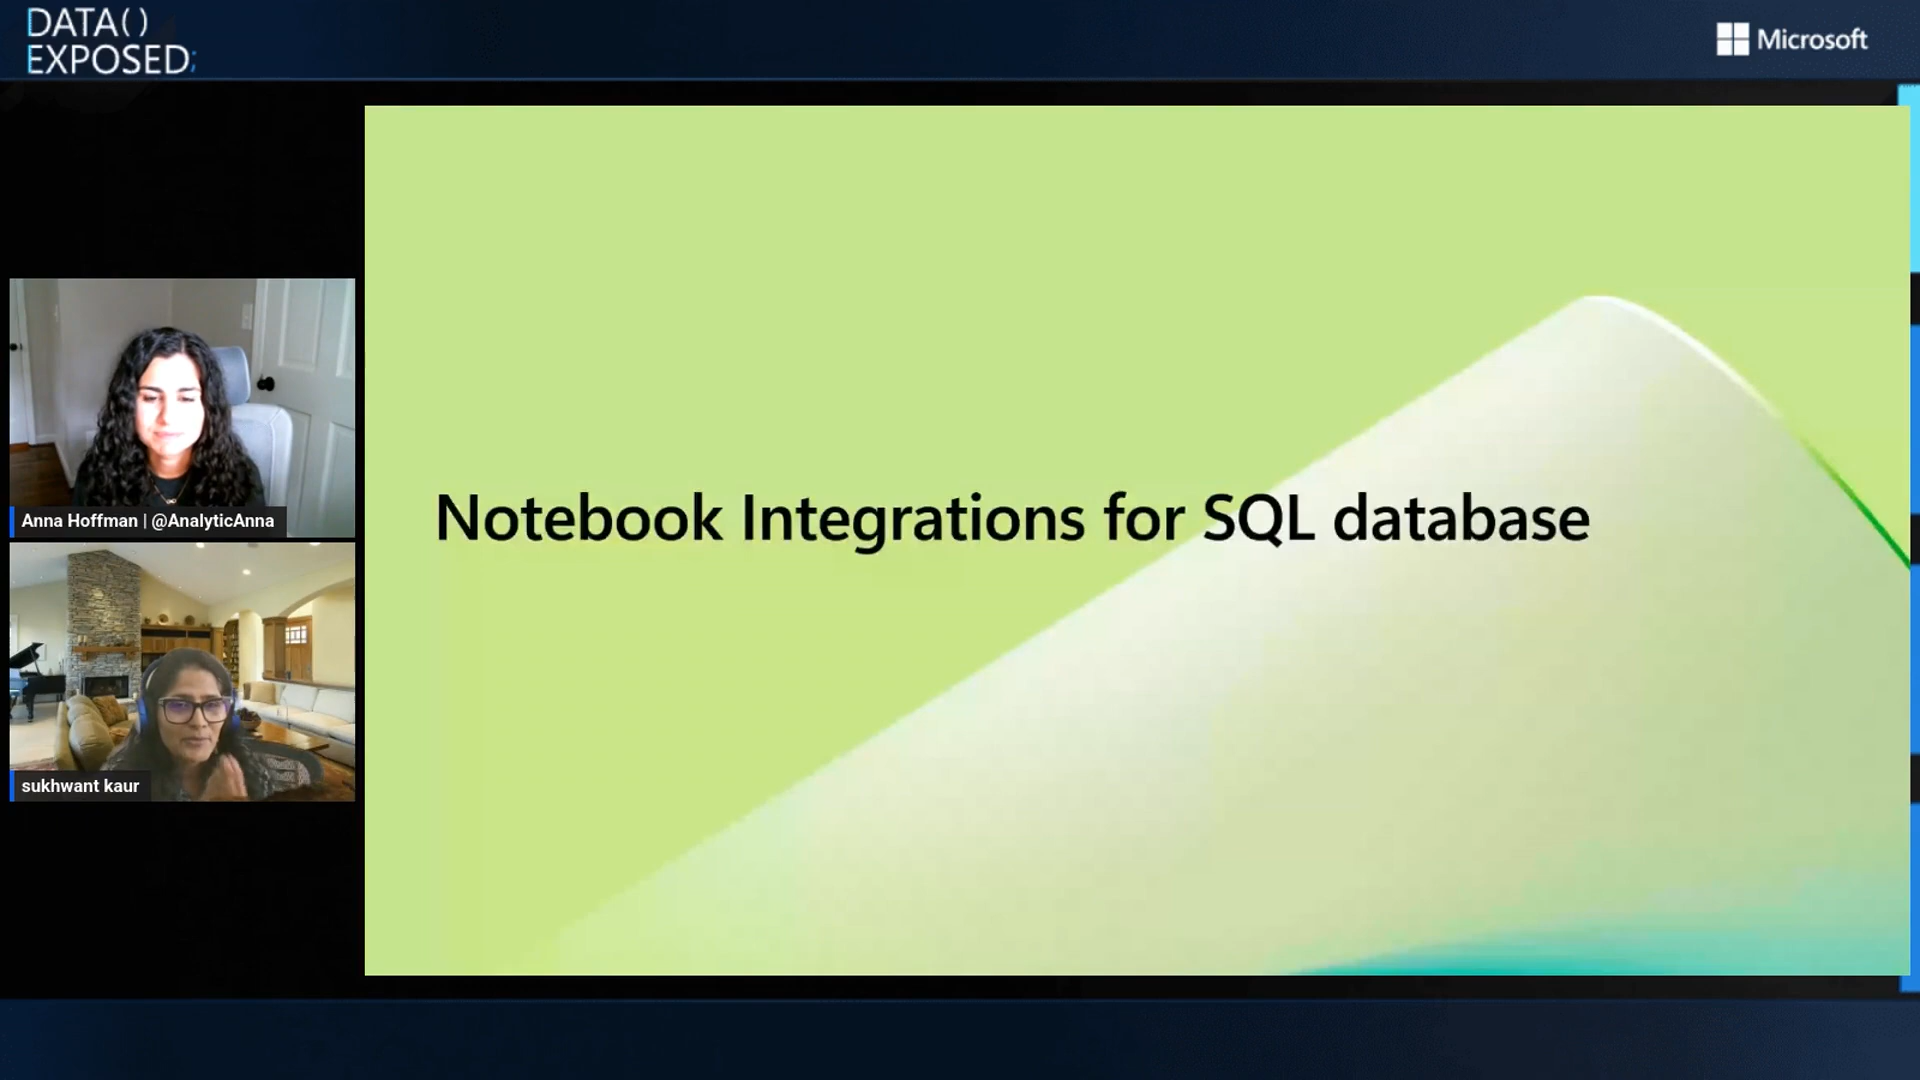 DATA()
EXPOSED;
Microsoft
Notebook Integrations for SQL database
Anna Hoffman | @AnalyticAnna
sukhwant kaur